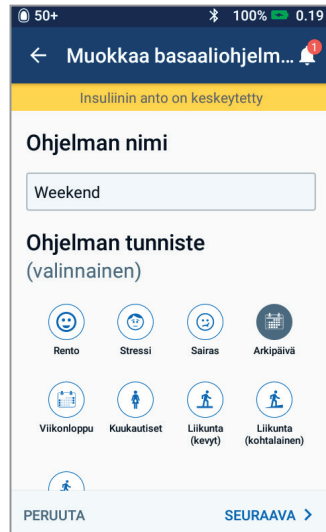 50+ 100% 0.19
Muokkaa basaaliohjelm... 1
Insuliinin anto on keskeytetty
Ohjelman nimi
Weekend
Ohjelman tunniste
(valinnainen)
Rento Stressi Sairas Arkipäivä
Viikonloppu Kuukautiset Liikunta (kevyt) Liikunta (kohtalainen)
PERUUTA SEURAAVA >